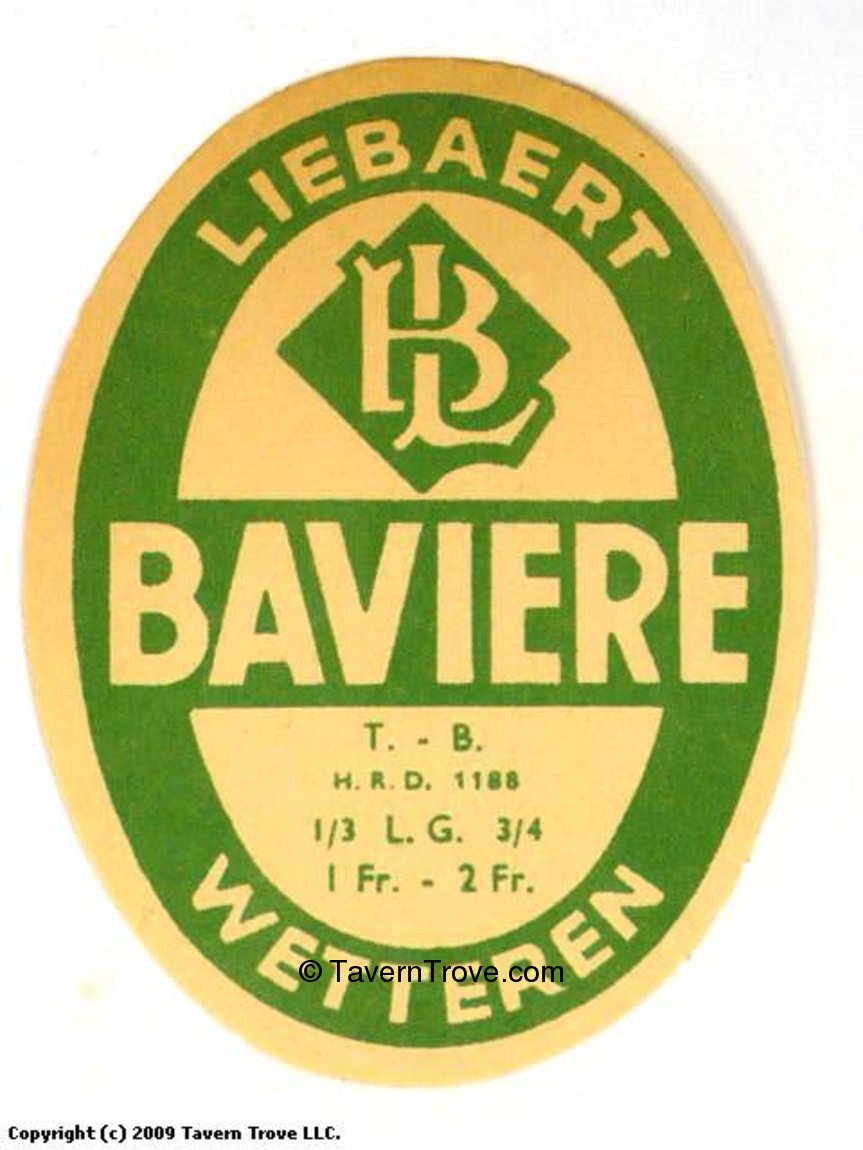 LIEBAERT
HBL
BAVIERE
T. - B.
H. R. D. 1188
1/3 L. G. 3/4
1 Fr. - 2 Fr.
WETTEREN
© TavernTrove.com
Copyright (c) 2009 Tavern Trove LLC.